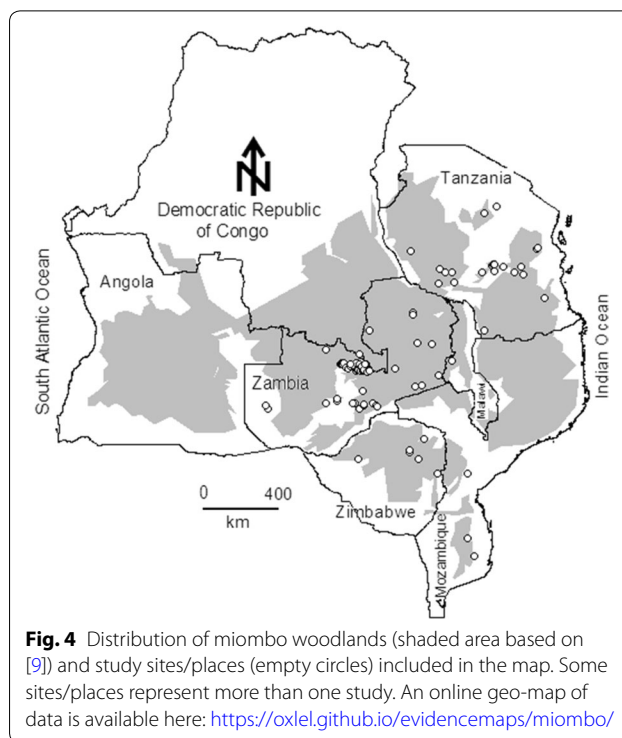 Tanzania
N
Democratic Republic
of Congo
Angola
South Atlantic Ocean
Indian Ocean
Zambia
Malawi
0 400
km
Zimbabwe
Mozambique
Fig. 4 Distribution of miombo woodlands (shaded area based on
[9]) and study sites/places (empty circles) included in the map. Some
sites/places represent more than one study. An online geo-map of
data is available here: https://oxlel.github.io/evidencemaps/miombo/